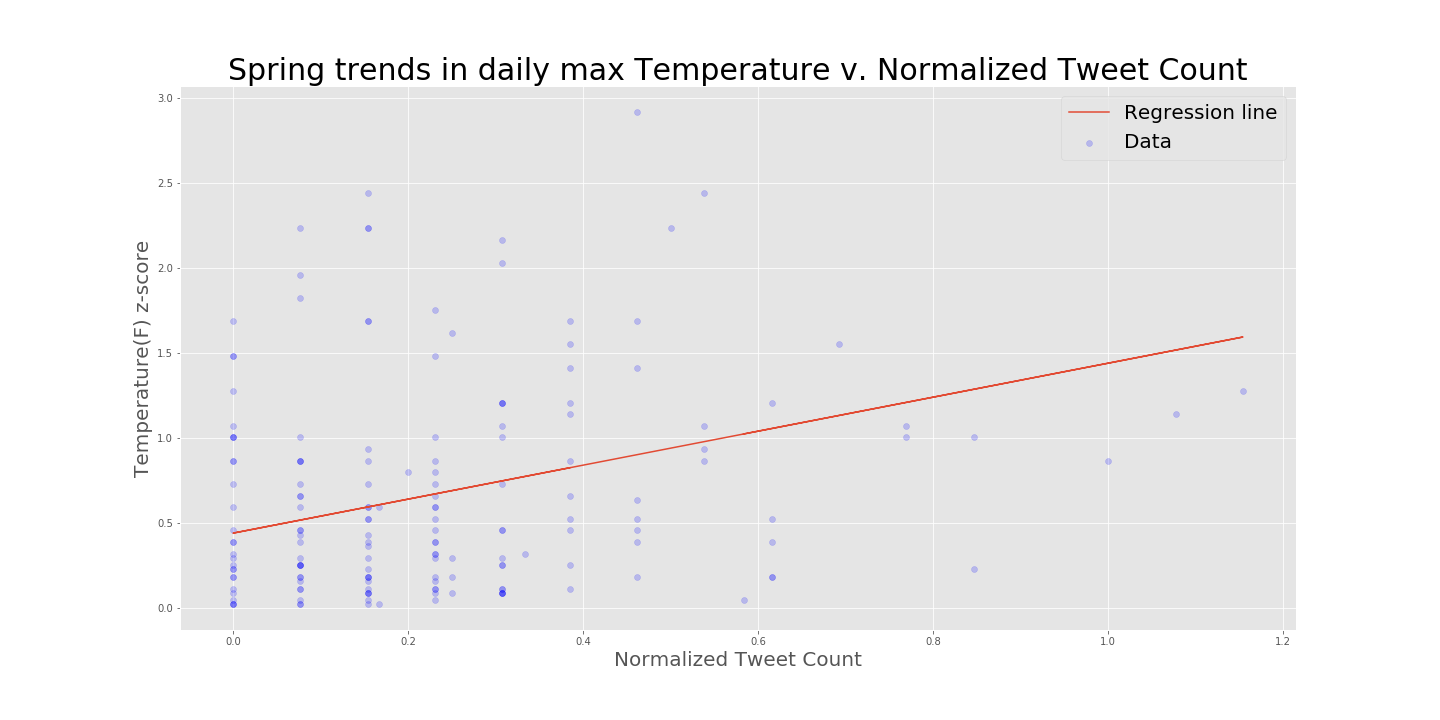 Spring trends in daily max Temperature v. Normalized Tweet Count
Regression line
Data
Temperature(F) z-score
3.0
2.5
2.0
1.5
1.0
0.5
0.0
0.0 0.2 0.4 0.6 0.8 1.0 1.2
Normalized Tweet Count